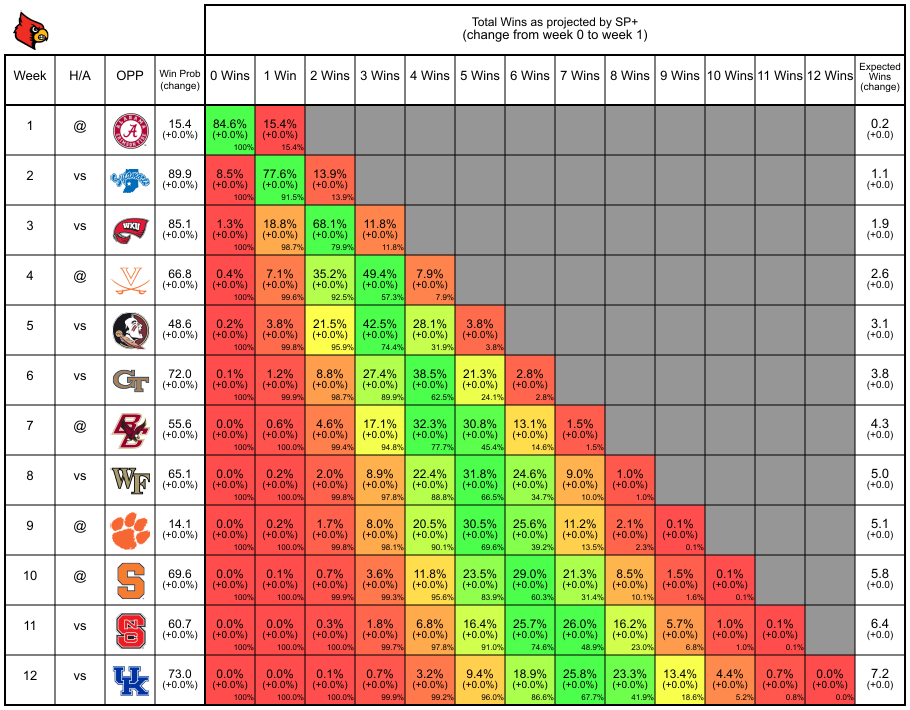 Total Wins as projected by SP+
(change from week 0 to week 1)
Week H/A OPP Win Prob (change) 0 Wins 1 Win 2 Wins 3 Wins 4 Wins 5 Wins 6 Wins 7 Wins 8 Wins 9 Wins 10 Wins 11 Wins 12 Wins Expected Wins (change)
1 @ A 15.4 84.6% 15.4% 0.2
(+0.0%) (+0.0%) (+0.0%) (+0.0)
100% 15.4%
2 vs 89.9 8.5% 77.6% 13.9% 1.1
(+0.0%) (+0.0%) (+0.0%) (+0.0%) (+0.0)
100% 91.5% 13.9%
3 vs WKU 85.1 1.3% 18.8% 68.1% 11.8% 1.9
(+0.0%) (+0.0%) (+0.0%) (+0.0%) (+0.0%) (+0.0)
100% 98.7% 79.9% 11.8%
4 @ V 66.8 0.4% 7.1% 35.2% 49.4% 7.9% 2.6
(+0.0%) (+0.0%) (+0.0%) (+0.0%) (+0.0%) (+0.0%) (+0.0)
100% 99.6% 92.5% 57.3% 7.9%
5 vs 48.6 0.2% 3.8% 21.5% 42.5% 28.1% 3.8% 3.1
(+0.0%) (+0.0%) (+0.0%) (+0.0%) (+0.0%) (+0.0%) (+0.0%) (+0.0)
100% 99.8% 95.9% 74.4% 31.9% 3.8%
6 vs GT 72.0 0.1% 1.2% 8.8% 27.4% 38.5% 21.3% 2.8% 3.8
(+0.0%) (+0.0%) (+0.0%) (+0.0%) (+0.0%) (+0.0%) (+0.0%) (+0.0%) (+0.0)
100% 99.9% 98.7% 89.9% 62.5% 24.1% 2.8%
7 @ BC 55.6 0.0% 0.6% 4.6% 17.1% 32.3% 30.8% 13.1% 1.5% 4.3
(+0.0%) (+0.0%) (+0.0%) (+0.0%) (+0.0%) (+0.0%) (+0.0%) (+0.0%) (+0.0%) (+0.0)
100% 100.0% 99.4% 94.8% 77.7% 45.4% 14.6% 1.5%
8 vs WF 65.1 0.0% 0.2% 2.0% 8.9% 22.4% 31.8% 24.6% 9.0% 1.0% 5.0
(+0.0%) (+0.0%) (+0.0%) (+0.0%) (+0.0%) (+0.0%) (+0.0%) (+0.0%) (+0.0%) (+0.0%) (+0.0)
100% 100.0% 99.8% 97.8% 88.8% 66.5% 34.7% 10.0% 1.0%
9 @ 14.1 0.0% 0.2% 1.7% 8.0% 20.5% 30.5% 25.6% 11.2% 2.1% 0.1% 5.1
(+0.0%) (+0.0%) (+0.0%) (+0.0%) (+0.0%) (+0.0%) (+0.0%) (+0.0%) (+0.0%) (+0.0%) (+0.0%) (+0.0)
100% 100.0% 99.8% 98.1% 90.1% 69.6% 39.2% 13.5% 2.3% 0.1%
10 @ S 69.6 0.0% 0.1% 0.7% 3.6% 11.8% 23.5% 29.0% 21.3% 8.5% 1.5% 0.1% 5.8
(+0.0%) (+0.0%) (+0.0%) (+0.0%) (+0.0%) (+0.0%) (+0.0%) (+0.0%) (+0.0%) (+0.0%) (+0.0%) (+0.0%) (+0.0)
100% 100.0% 99.9% 99.3% 95.6% 83.9% 60.3% 31.4% 10.1% 1.6% 0.1%
11 vs NCS 60.7 0.0% 0.0% 0.3% 1.8% 6.8% 16.4% 25.7% 26.0% 16.2% 5.7% 1.0% 0.1% 6.4
(+0.0%) (+0.0%) (+0.0%) (+0.0%) (+0.0%) (+0.0%) (+0.0%) (+0.0%) (+0.0%) (+0.0%) (+0.0%) (+0.0%) (+0.0%) (+0.0)
100% 100.0% 100.0% 99.7% 97.8% 91.0% 74.6% 48.9% 23.0% 6.8% 1.0% 0.1%
12 vs UK 73.0 0.0% 0.0% 0.1% 0.7% 3.2% 9.4% 18.9% 25.8% 23.3% 13.4% 4.4% 0.7% 0.0% 7.2
(+0.0%) (+0.0%) (+0.0%) (+0.0%) (+0.0%) (+0.0%) (+0.0%) (+0.0%) (+0.0%) (+0.0%) (+0.0%) (+0.0%) (+0.0%) (+0.0%) (+0.0)
100% 100.0% 100.0% 99.9% 99.2% 96.0% 86.6% 67.7% 41.9% 18.6% 5.2% 0.8% 0.0%